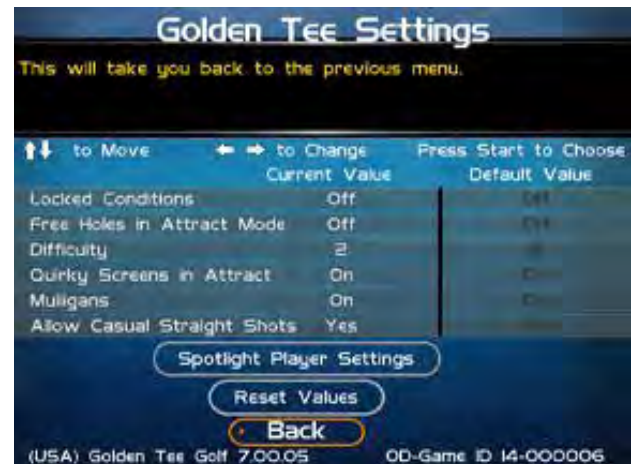 Golden Tee Settings
This will take you back to the previous menu.
to Move to Change Press Start to Choose
Current Value Default Value
Locked Conditions Off
Free Holes in Attract Mode Off
Difficulty 2
Quirky Screens in Attract On
Mulligans On
Allow Casual Straight Shots Yes
Spotlight Player Settings
Reset Values
Back
(USA) Golden Tee Golf 7.00.05 OD-Game ID 14-000006